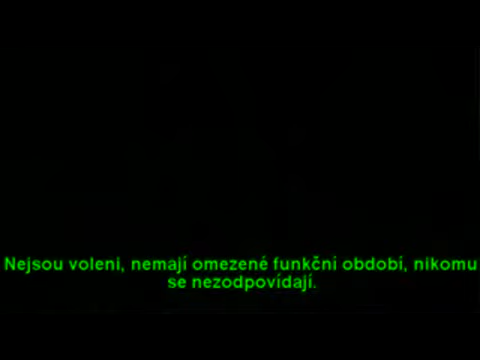 Nejsou voleni, nemají omezené funkční období, nikomu
se nezodpovídají.